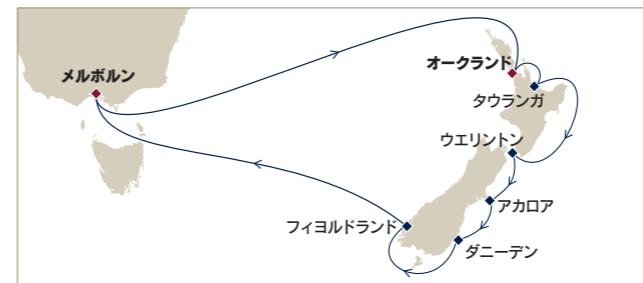 メルボルン
オークランド
タウランガ
ウエリントン
アカロア
フィヨルドランド
ダニーデン